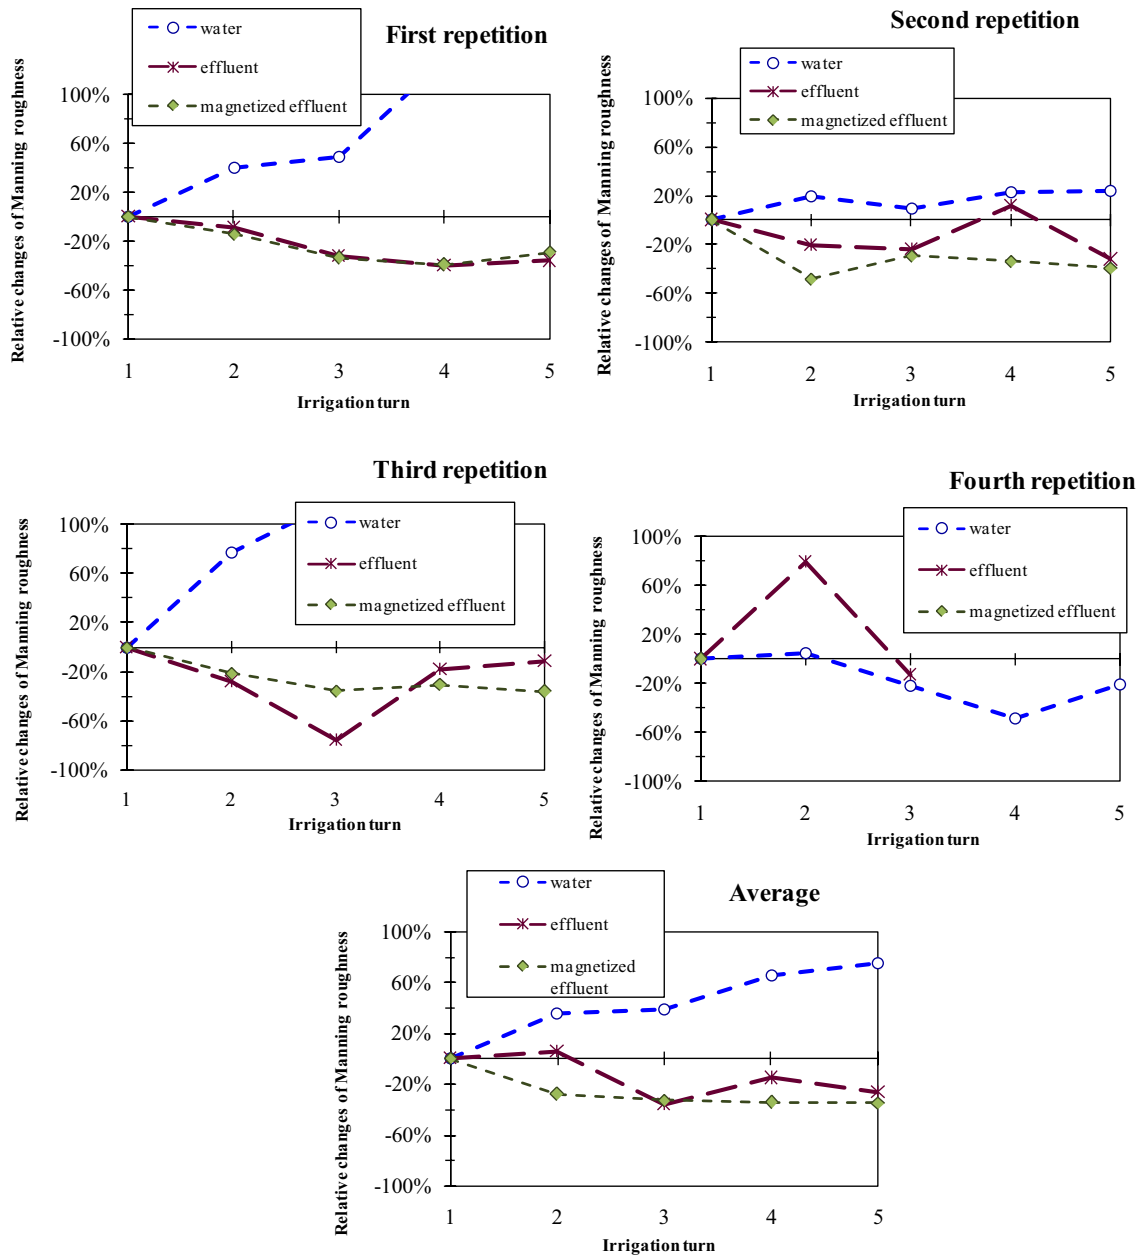 First repetition
water
effluent
magnetized effluent
Relative changes of Manning roughness
100%
60%
20%
-20%
-60%
-100%
1 2 3 4 5
Irrigation turn
Second repetition
water
effluent
magnetized effluent
Relative changes of Manning roughness
100%
60%
20%
-20%
-60%
-100%
1 2 3 4 5
Irrigation turn
Third repetition
water
effluent
magnetized effluent
Relative changes of Manning roughness
100%
60%
20%
-20%
-60%
-100%
1 2 3 4 5
Irrigation turn
Fourth repetition
water
effluent
magnetized effluent
Relative changes of Manning roughness
100%
60%
20%
-20%
-60%
-100%
1 2 3 4 5
Irrigation turn
Average
water
effluent
magnetized
effluent
Relative changes of Manning roughness
100%
60%
20%
-20%
-60%
-100%
1 2 3 4 5
Irrigation turn